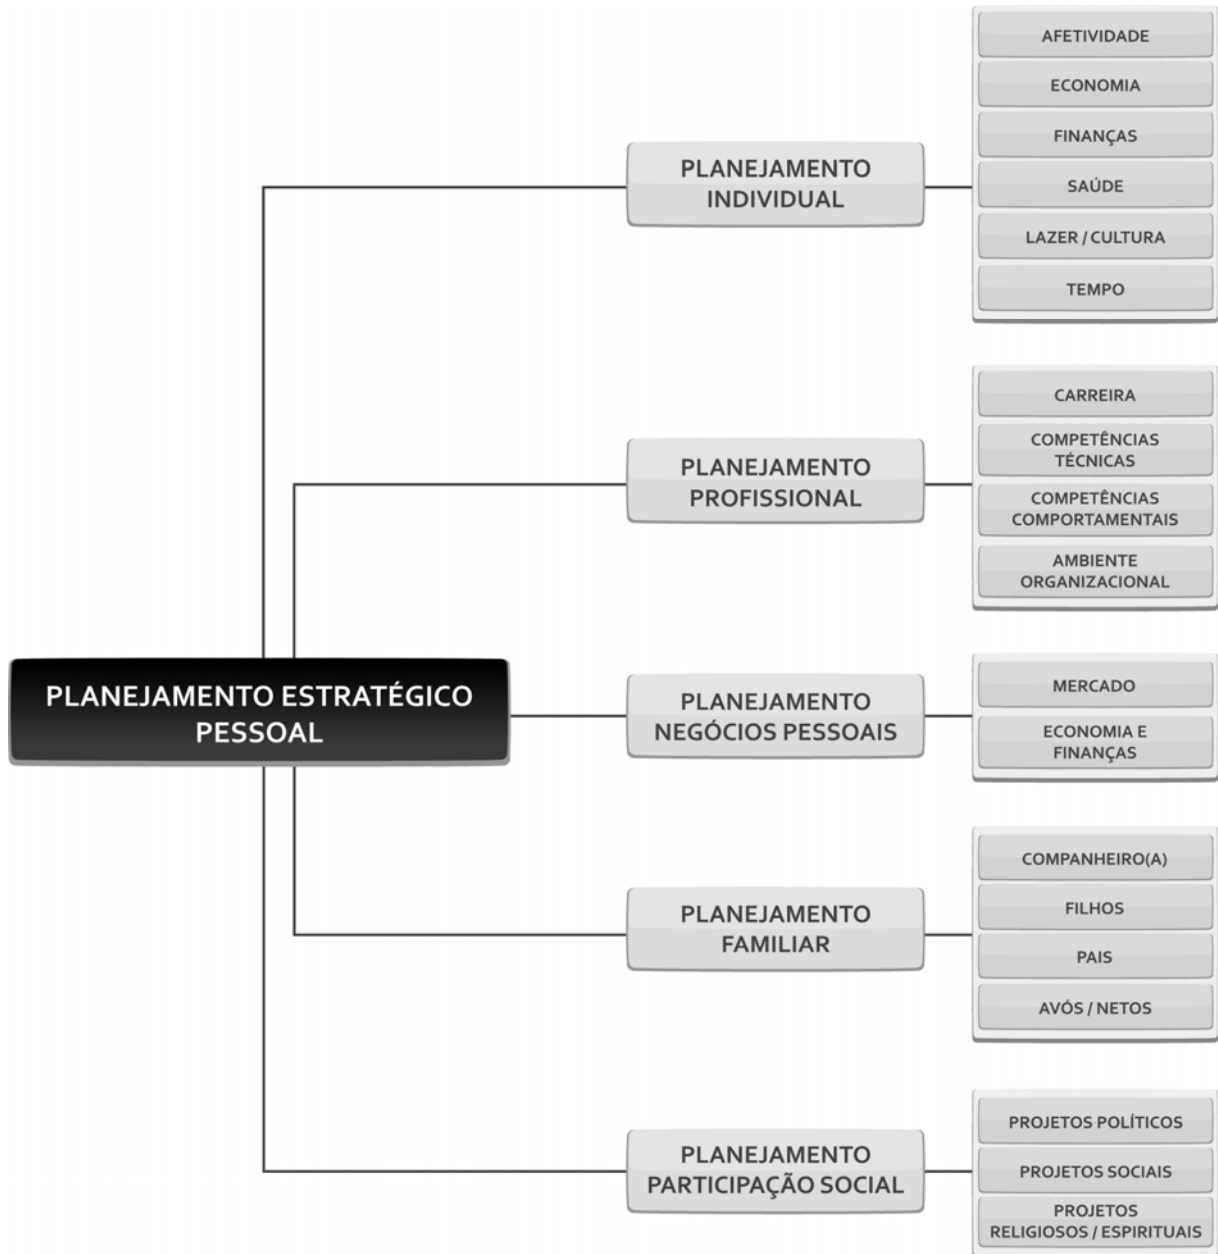 AFETIVIDADE
ECONOMIA
FINANÇAS
SAÚDE
LAZER / CULTURA
TEMPO
PLANEJAMENTO
INDIVIDUAL
CARREIRA
COMPETÊNCIAS
TÉCNICAS
COMPETÊNCIAS
COMPORTAMENTAIS
AMBIENTE
ORGANIZACIONAL
PLANEJAMENTO
PROFISSIONAL
PLANEJAMENTO ESTRATÉGICO
PESSOAL
PLANEJAMENTO
NEGÓCIOS PESSOAIS
MERCADO
ECONOMIA E
FINANÇAS
PLANEJAMENTO
FAMILIAR
COMPANHEIRO(A)
FILHOS
PAIS
AVÓS / NETOS
PLANEJAMENTO
PARTICIPAÇÃO SOCIAL
PROJETOS POLÍTICOS
PROJETOS SOCIAIS
PROJETOS
RELIGIOSOS / ESPIRITUAIS